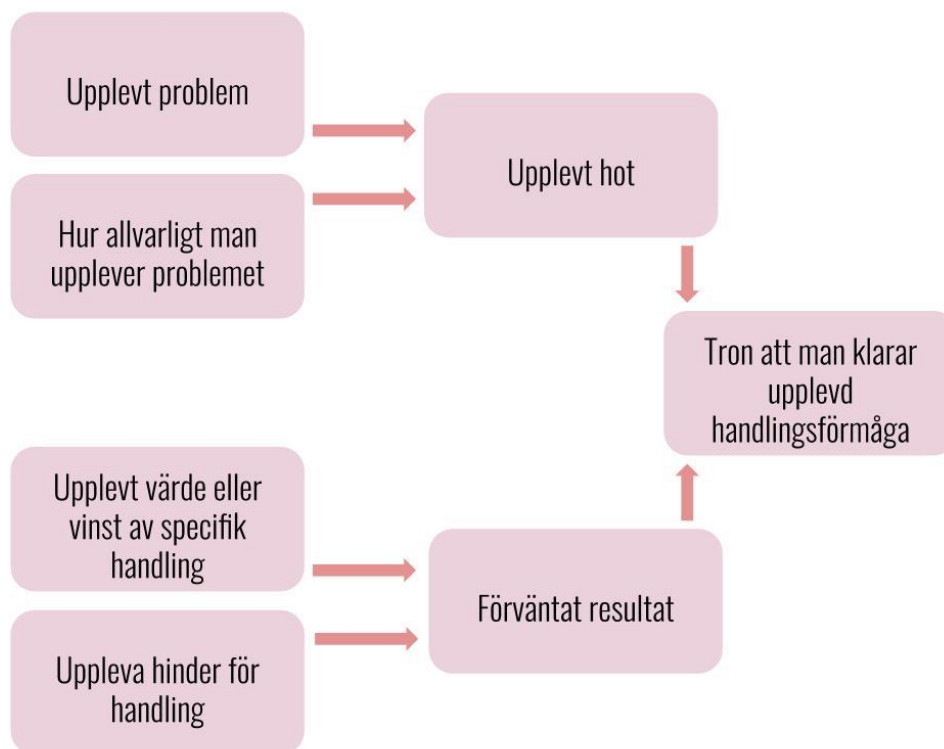 Upplevt problem
Hur allvarligt man
upplever problemet
Upplevt hot
Tron att man klarar
upplevd
handlingsförmåga
Upplevt värde eller
vinst av specifik
handling
Uppleva hinder för
handling
Förväntat resultat